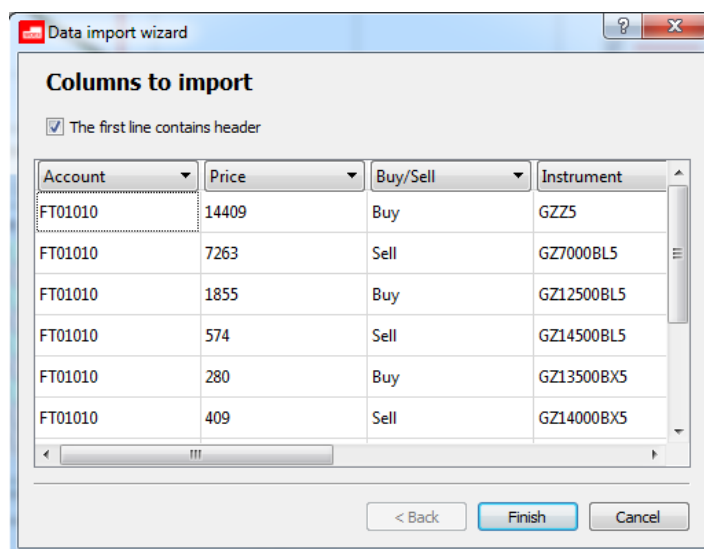 Data import wizard
Columns to import
The first line contains header
Account Price Buy/Sell Instrument
FT01010 14409 Buy GZZ5
FT01010 7263 Sell GZ7000BL5
FT01010 1855 Buy GZ12500BL5
FT01010 574 Sell GZ14500BL5
FT01010 280 Buy GZ13500BX5
FT01010 409 Sell GZ14000BX5
< Back Finish Cancel